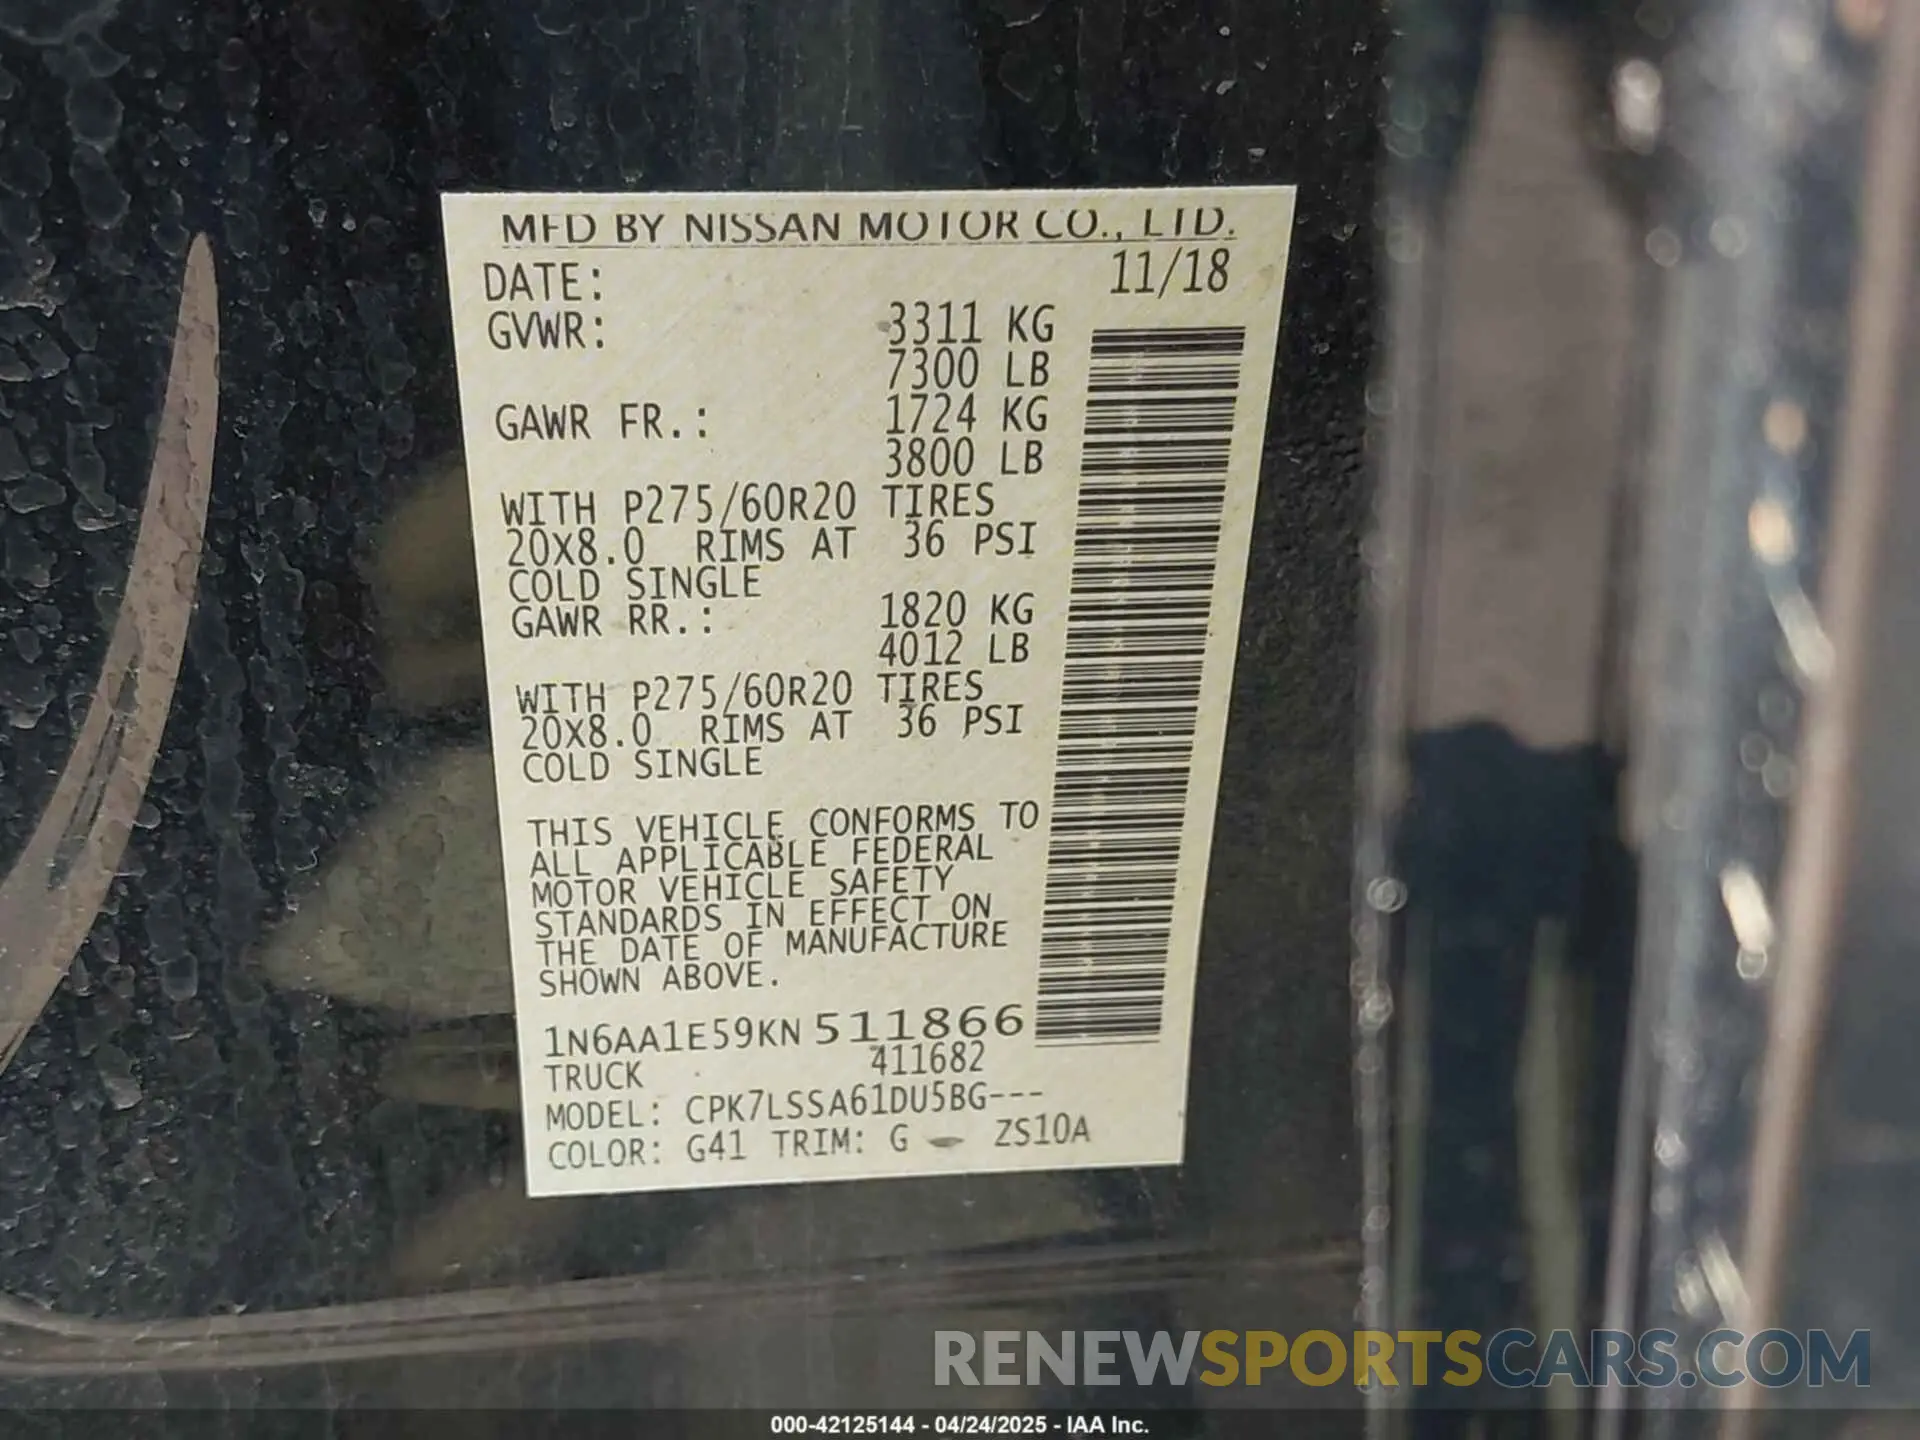 MFD BY NISSAN MOTOR CO., LTD.
DATE: 11/18
GVWR: 3311 KG
7300 LB
GAWR FR.: 1724 KG
3800 LB
WITH P275/60R20 TIRES
20X8.0 RIMS AT 36 PSI
COLD SINGLE
GAWR RR.: 1820 KG
4012 LB
WITH P275/60R20 TIRES
20X8.0 RIMS AT 36 PSI
COLD SINGLE
THIS VEHICLE CONFORMS TO
ALL APPLICABLE FEDERAL
MOTOR VEHICLE SAFETY
STANDARDS IN EFFECT ON
THE DATE OF MANUFACTURE
SHOWN ABOVE.
1N6AA1E59KN511866
TRUCK 411682
MODEL: CPK7LSSA61DU5BG---
COLOR: G41 TRIM: G ZS10A
RENEWSPORTSCARS.COM
000-42125144 - 04/24/2025 - IAA Inc.